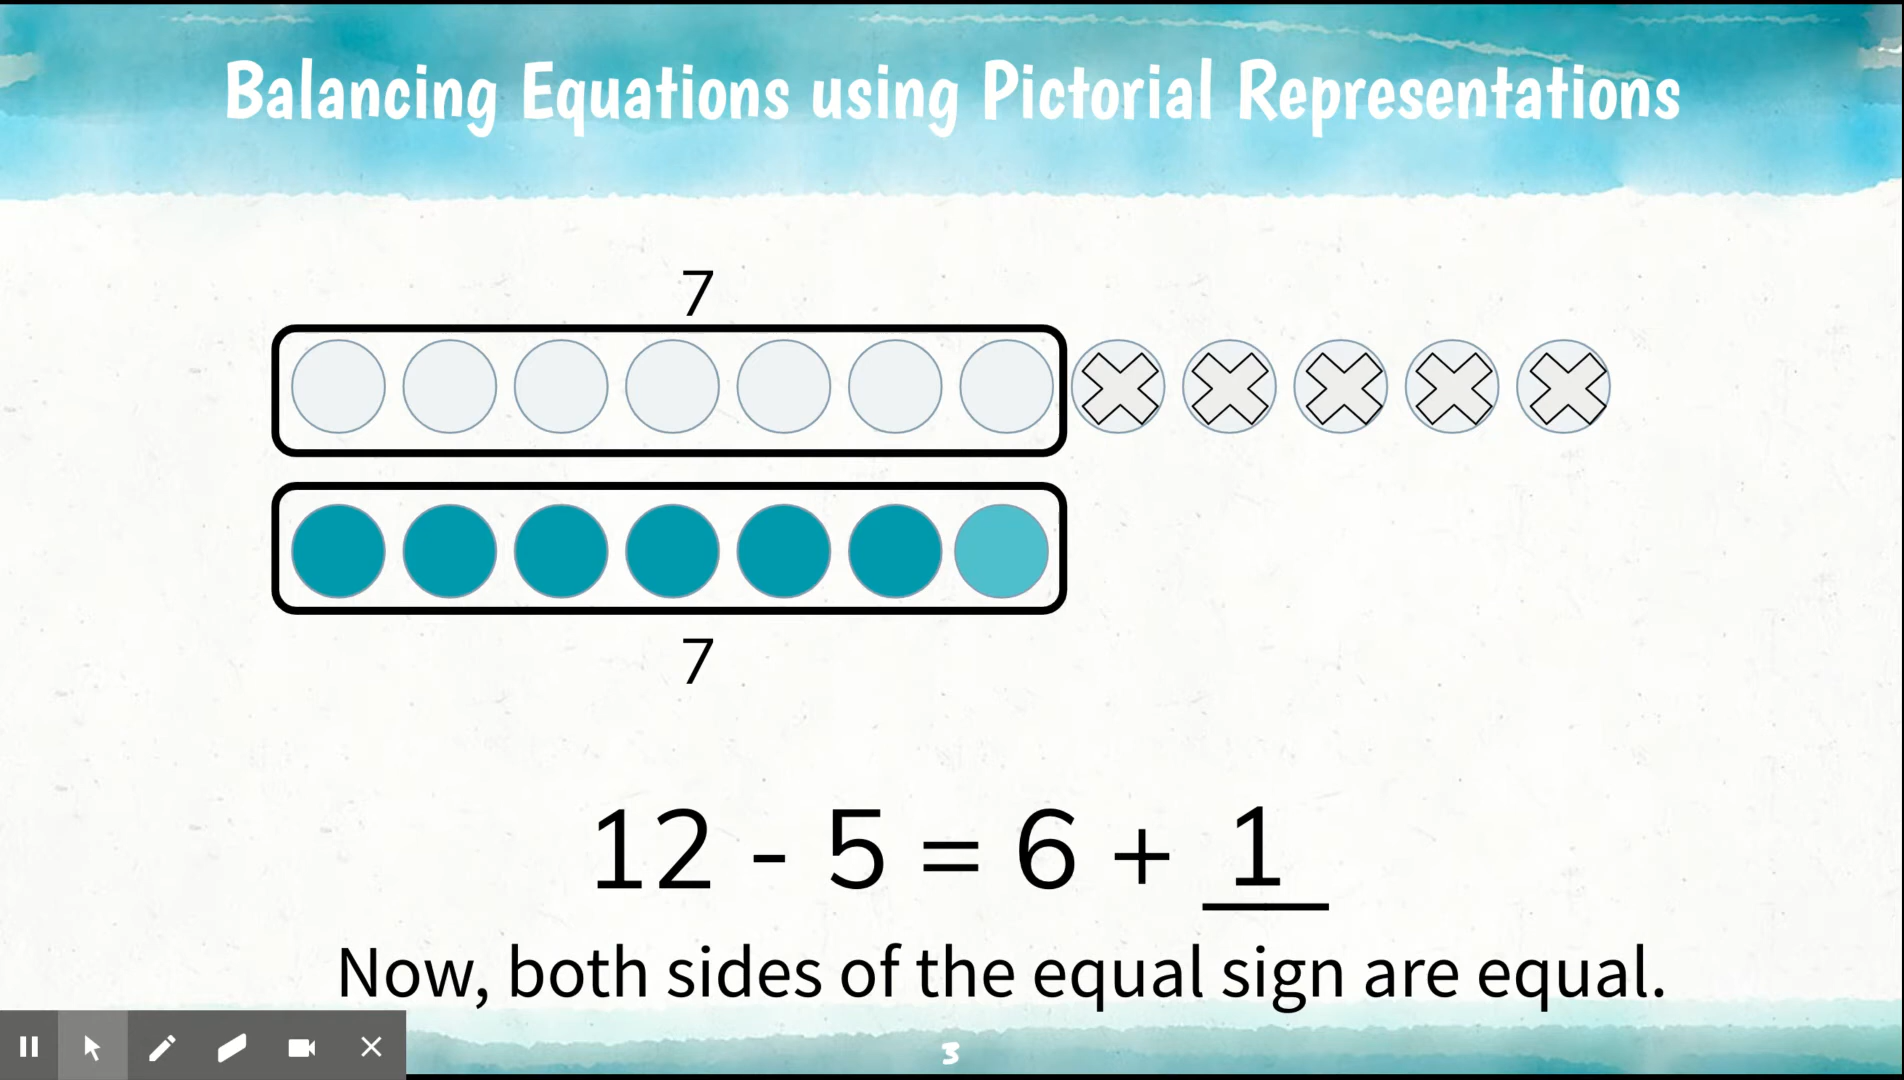 Balancing Equations using Pictorial Representations
7
7
12 - 5 = 6 + 1
Now, both sides of the equal sign are equal.
3